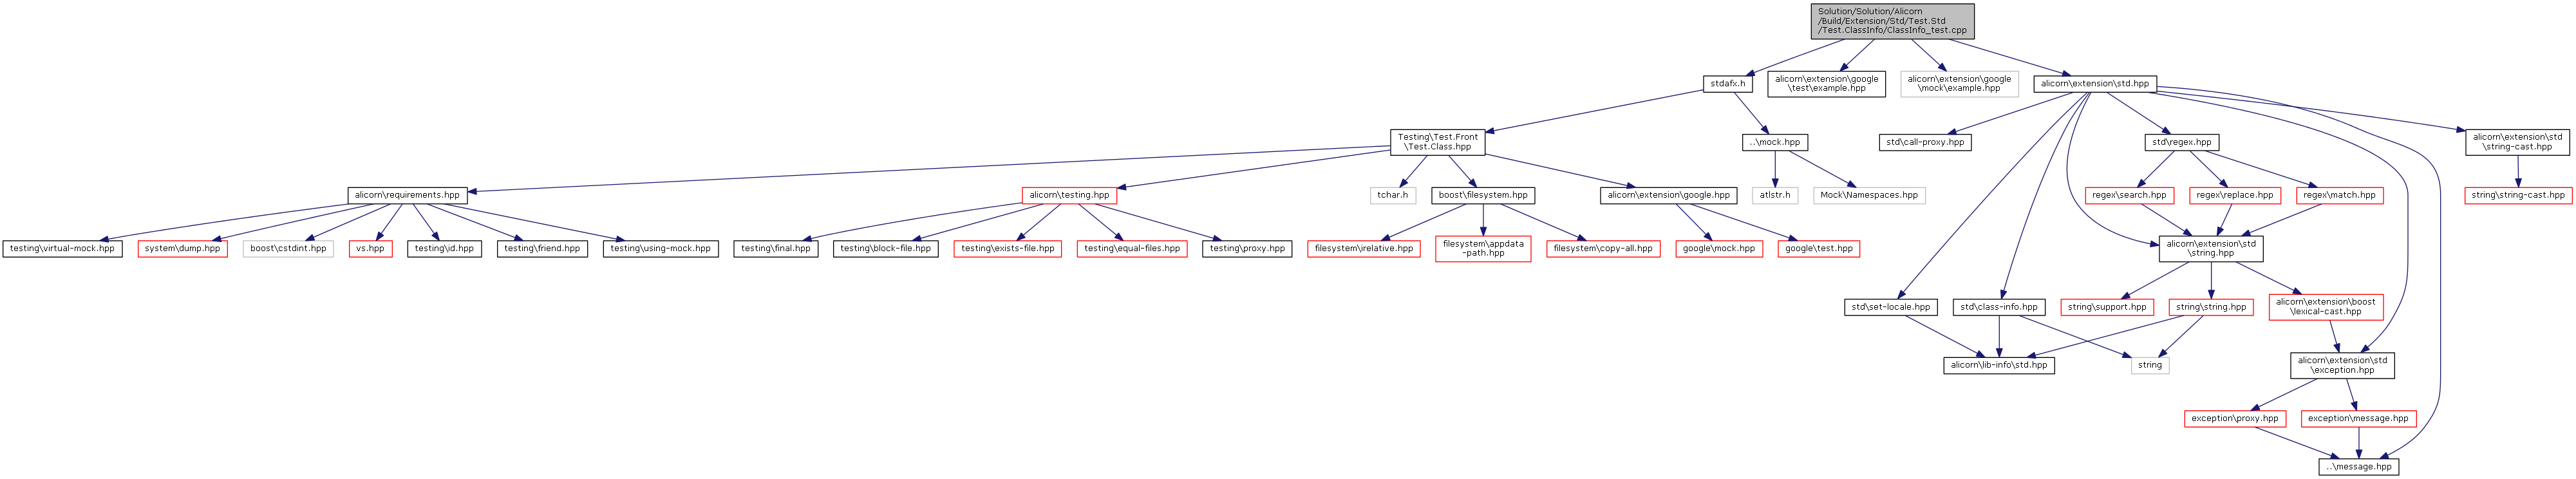 Solution/Solution/Alicorn
/Build/Extension/Std/Test.Std
/Test.ClassInfo/ClassInfo_test.cpp
stdafx.h
alicorn\extension\google
\test\example.hpp
alicorn\extension\google
\mock\example.hpp
alicorn\extension\std.hpp
Testing\Test.Front
\Test.Class.hpp
..\mock.hpp
std\call-proxy.hpp
std\regex.hpp
alicorn\extension\std
\string-cast.hpp
alicorn\requirements.hpp
alicorn\testing.hpp
tchar.h
boost\filesystem.hpp
alicorn\extension\google.hpp
atlstr.h
Mock\Namespaces.hpp
regex\search.hpp
regex\replace.hpp
regex\match.hpp
string\string-cast.hpp
testing\virtual-mock.hpp
system\dump.hpp
boost\cstdint.hpp
vs.hpp
testing\id.hpp
testing\friend.hpp
testing\using-mock.hpp
testing\final.hpp
testing\block-file.hpp
testing\exists-file.hpp
testing\equal-files.hpp
testing\proxy.hpp
filesystem\irelative.hpp
filesystem\appdata
-path.hpp
filesystem\copy-all.hpp
google\mock.hpp
google\test.hpp
alicorn\extension\std
\string.hpp
std\set-locale.hpp
std\class-info.hpp
string\support.hpp
string\string.hpp
alicorn\extension\boost
\lexical-cast.hpp
alicorn\lib-info\std.hpp
string
alicorn\extension\std
\exception.hpp
exception\proxy.hpp
exception\message.hpp
..\message.hpp